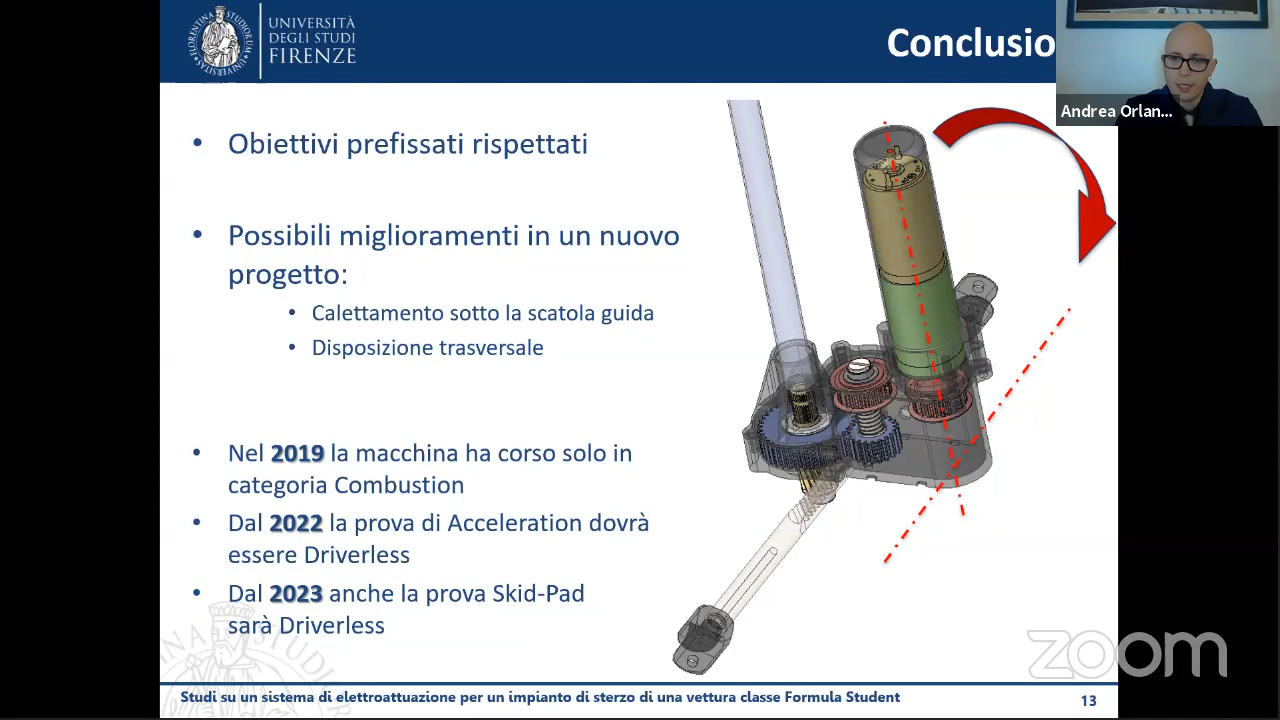 UNIVERSITÀ
DEGLI STUDI
FIRENZE
Conclusio
Andrea Orlan...
• Obiettivi prefissati rispettati
• Possibili miglioramenti in un nuovo
progetto:
• Calettamento sotto la scatola guida
• Disposizione trasversale
• Nel 2019 la macchina ha corso solo in
categoria Combustion
• Dal 2022 la prova di Acceleration dovrà
essere Driverless
• Dal 2023 anche la prova Skid-Pad
sarà Driverless
zoom
Studi su un sistema di elettroattuazione per un impianto di sterzo di una vettura classe Formula Student
13